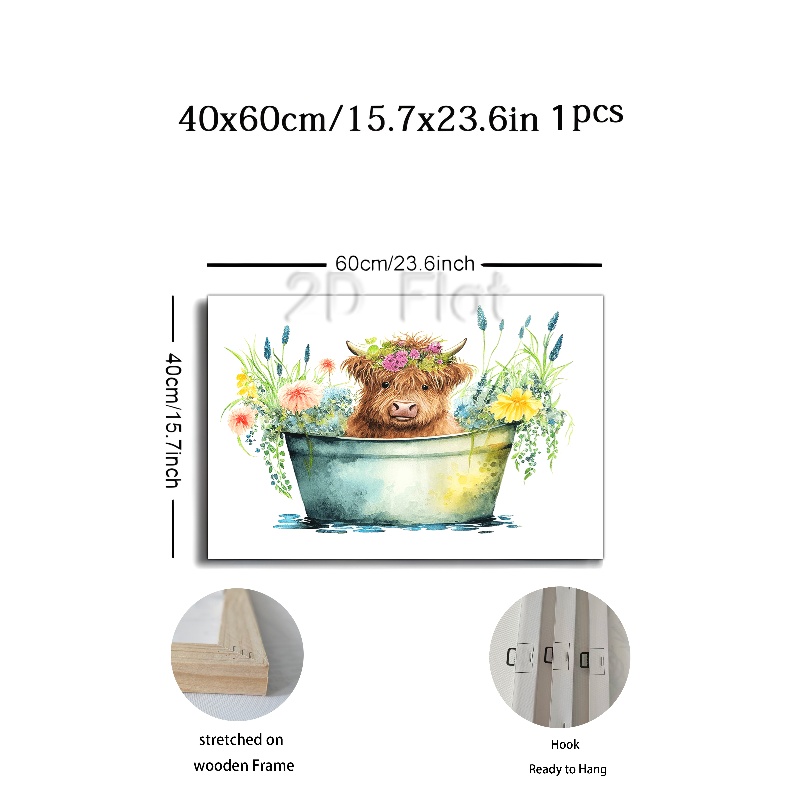 40x60cm/15.7x23.6in 1pcs
60cm/23.6inch
2D Flat
40cm/15.7inch
stretched on
wooden Frame
Hook
Ready to Hang